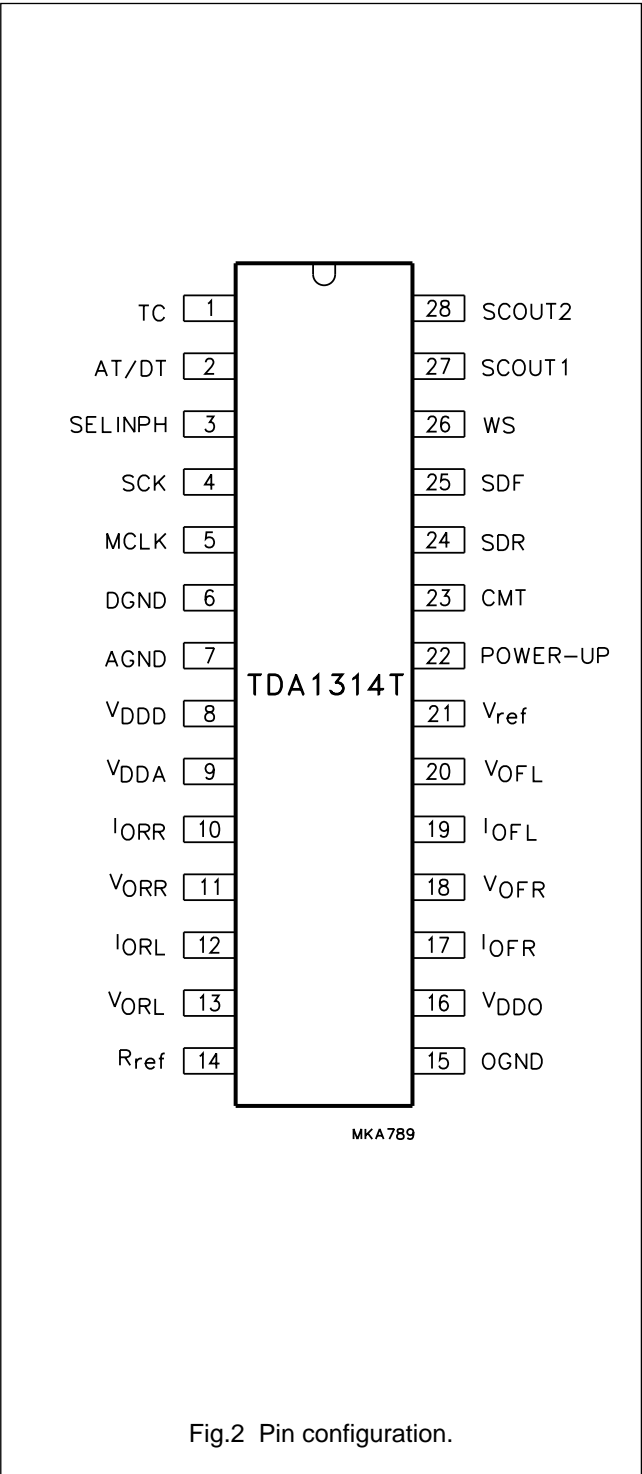 TC 1 28 SCOUT2
AT/DT 2 27 SCOUT1
SELINPH 3 26 WS
SCK 4 25 SDF
MCLK 5 24 SDR
DGND 6 23 CMT
AGND 7 22 POWER-UP
TDA1314T
VDDD 8 21 Vref
VDDA 9 20 VOFL
IORR 10 19 IOFL
VORR 11 18 VOFR
IORL 12 17 IOFR
VORL 13 16 VDDO
Rref 14 15 OGND
MKA789
Fig.2 Pin configuration.